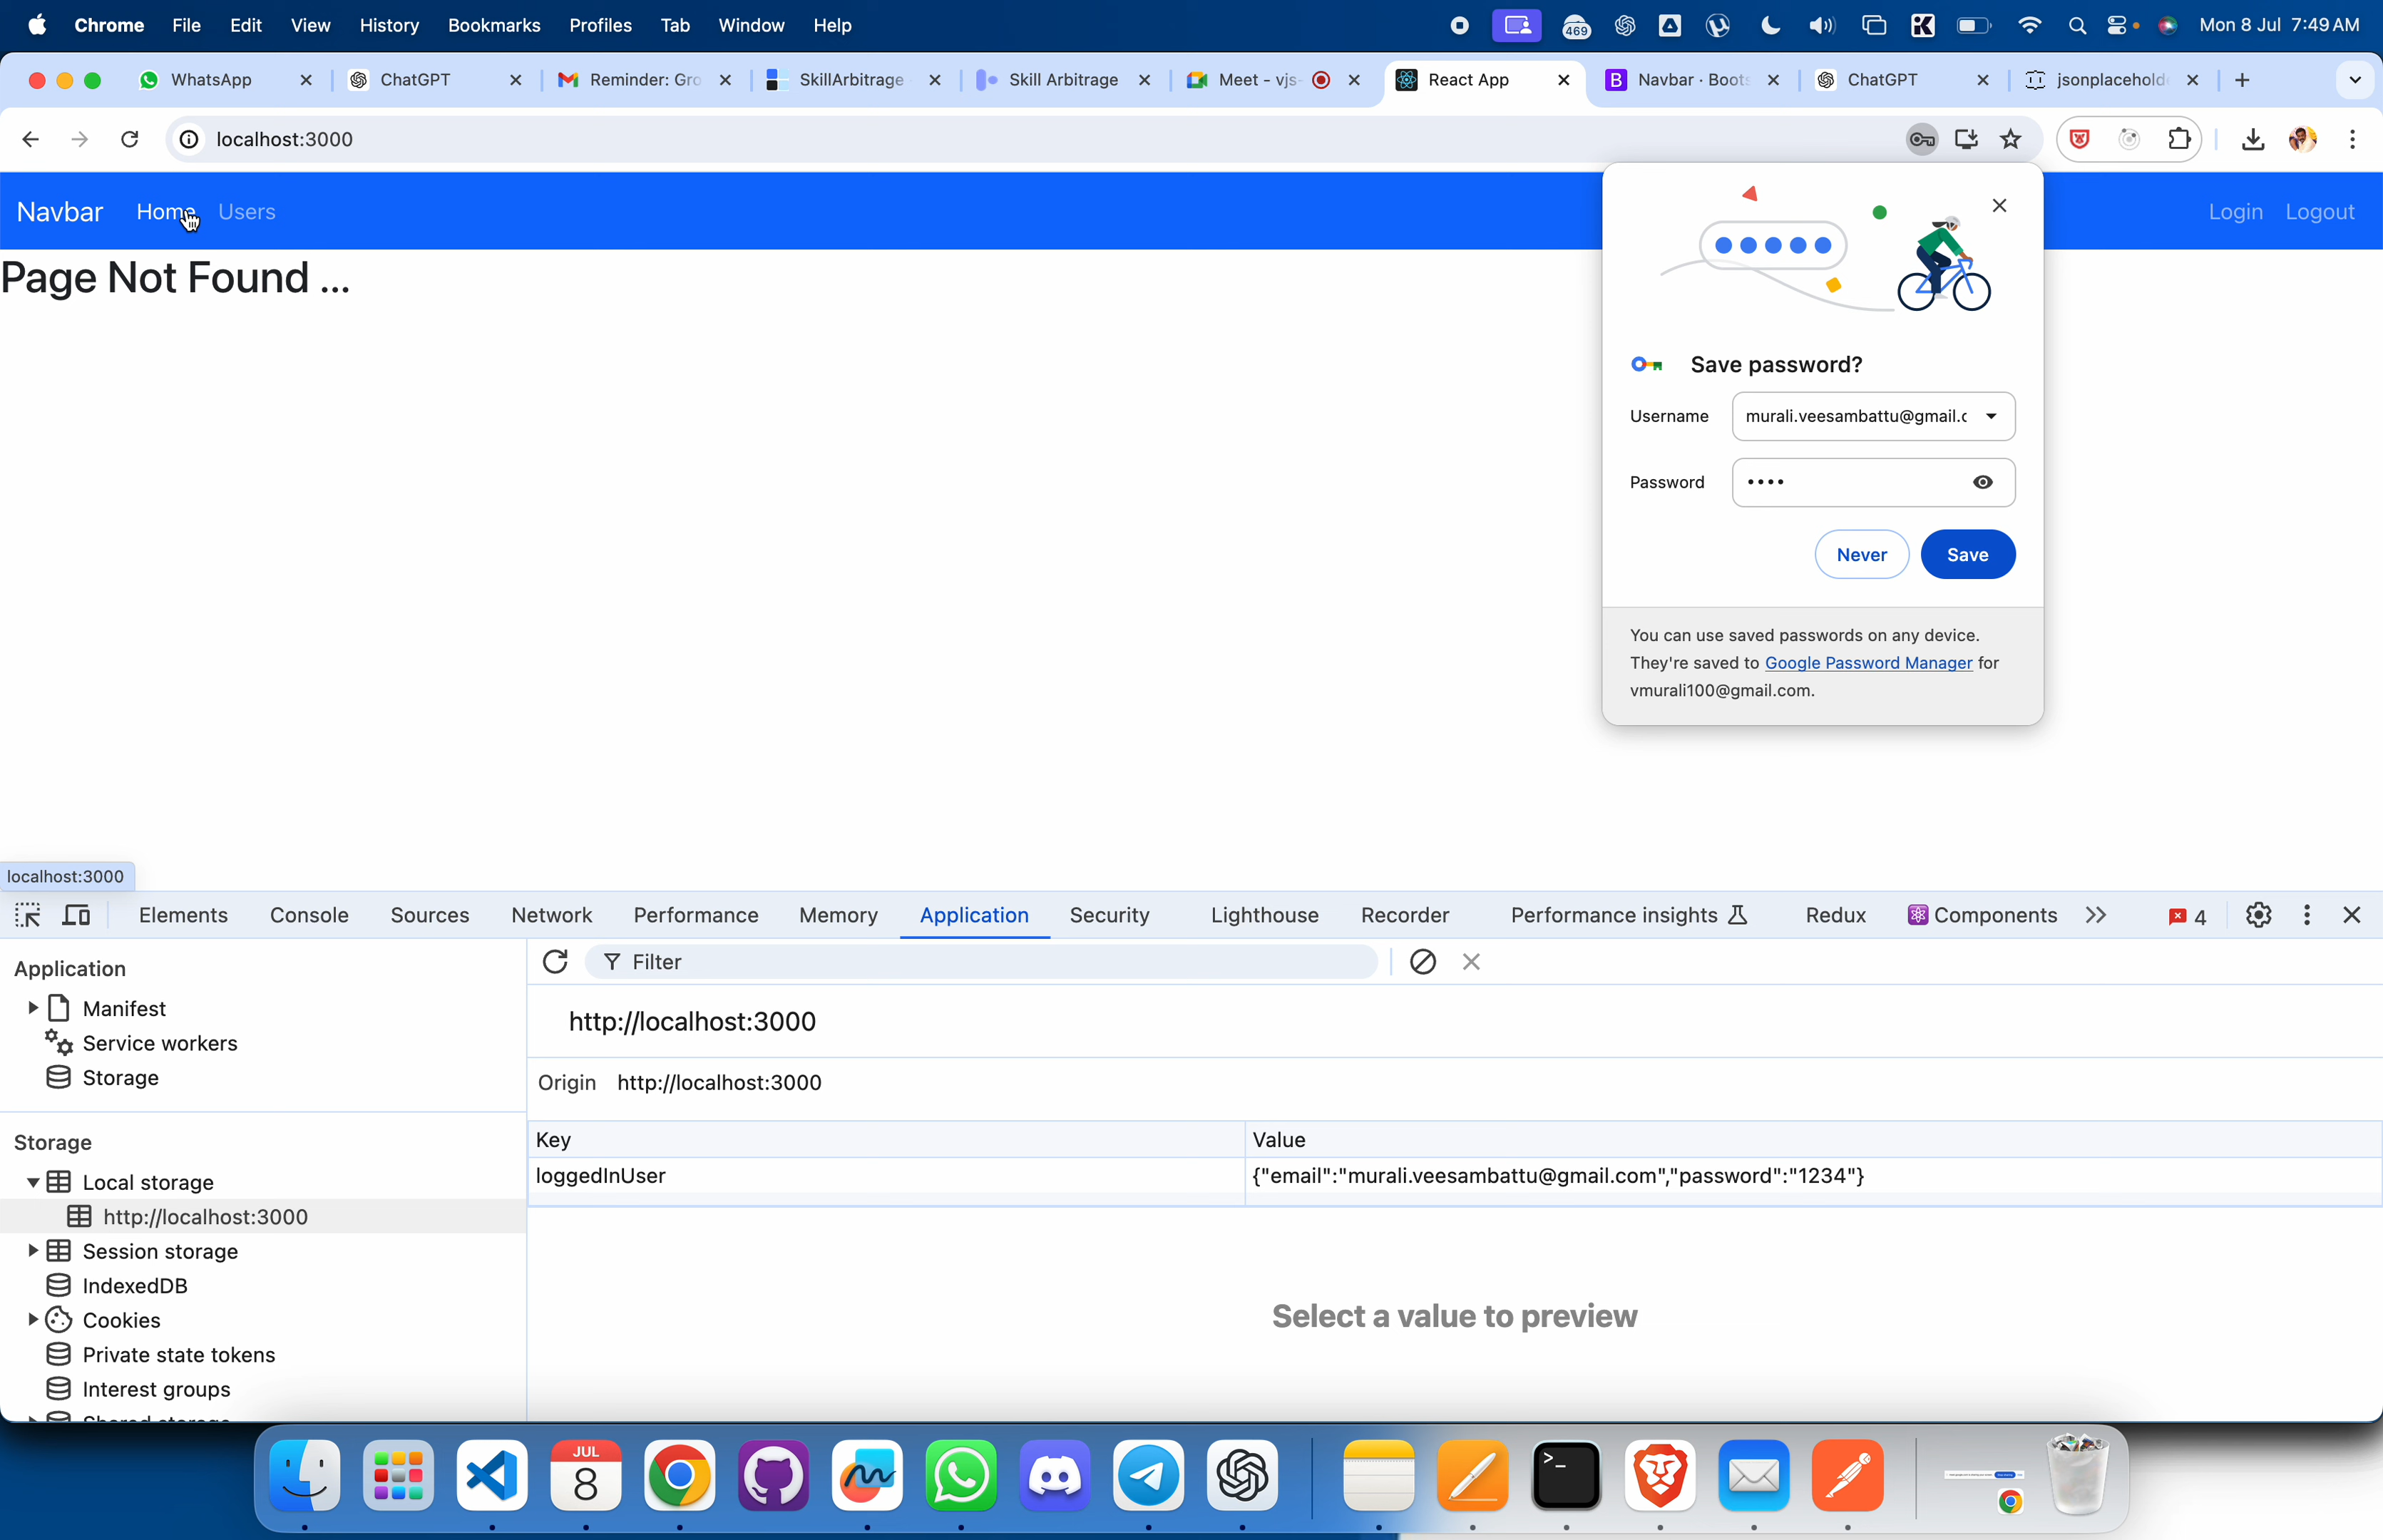 Chrome File Edit View History Bookmarks Profiles Tab Window Help 469 Mon 8 Jul 7:49 AM
WhatsApp ChatGPT Reminder: Gro SkillArbitrage Skill Arbitrage Meet - vjs- React App Navbar · Boots ChatGPT jsonplacehold
localhost:3000
Navbar Home Users Login Logout
Page Not Found ...
Save password?
Username murali.veesambattu@gmail.c
Password ••••
Never Save
You can use saved passwords on any device.
They're saved to Google Password Manager for
vmurali100@gmail.com.
localhost:3000
Elements Console Sources Network Performance Memory Application Security Lighthouse Recorder Performance insights Redux Components 4
Application
Manifest
Service workers
Storage
Storage
Local storage
http://localhost:3000
Session storage
IndexedDB
Cookies
Private state tokens
Interest groups
Filter
http://localhost:3000
Origin http://localhost:3000
Key Value
loggedInUser {"email":"murali.veesambattu@gmail.com","password":"1234"}
Select a value to preview
JUL
8